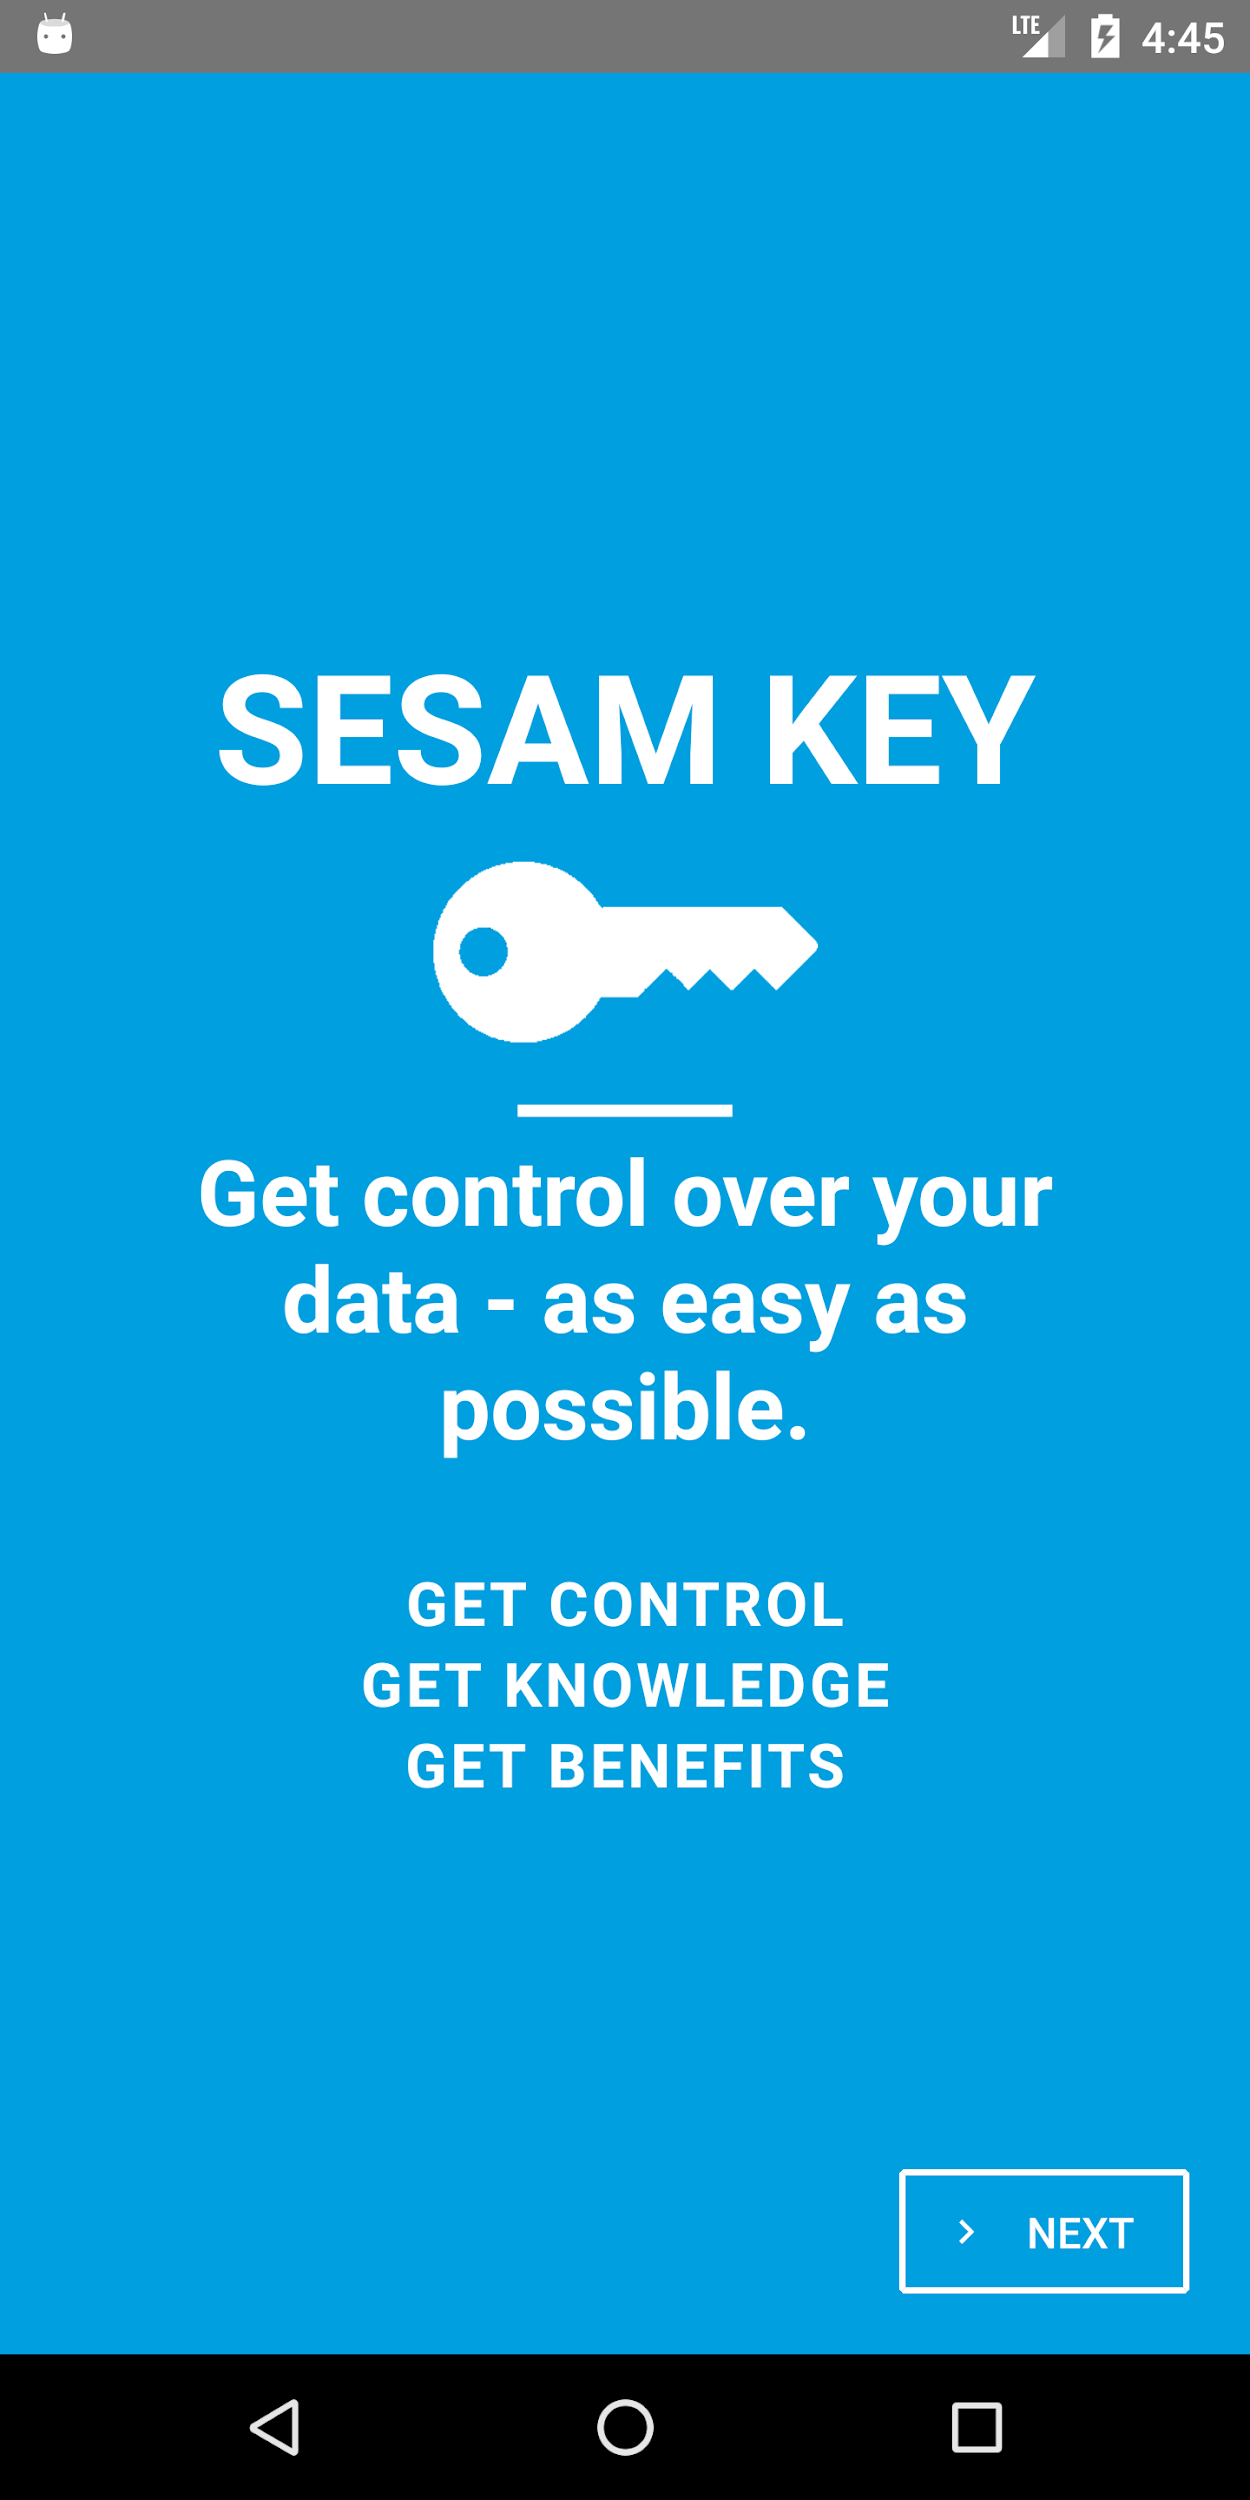 LTE 4:45
SESAM KEY
Get control over your
data - as easy as
possible.
GET CONTROL
GET KNOWLEDGE
GET BENEFITS
NEXT